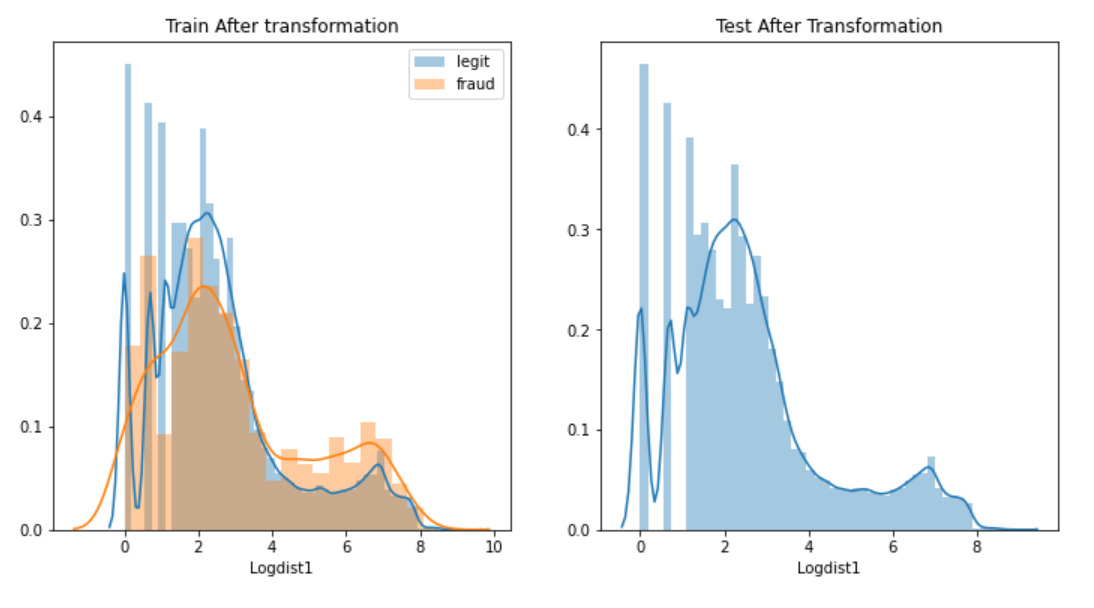 Train After transformation
legit
fraud
0.4
0.3
0.2
0.1
0.0
0 2 4 6 8 10
Logdist1
Test After Transformation
0.4
0.3
0.2
0.1
0.0
0 2 4 6 8
Logdist1